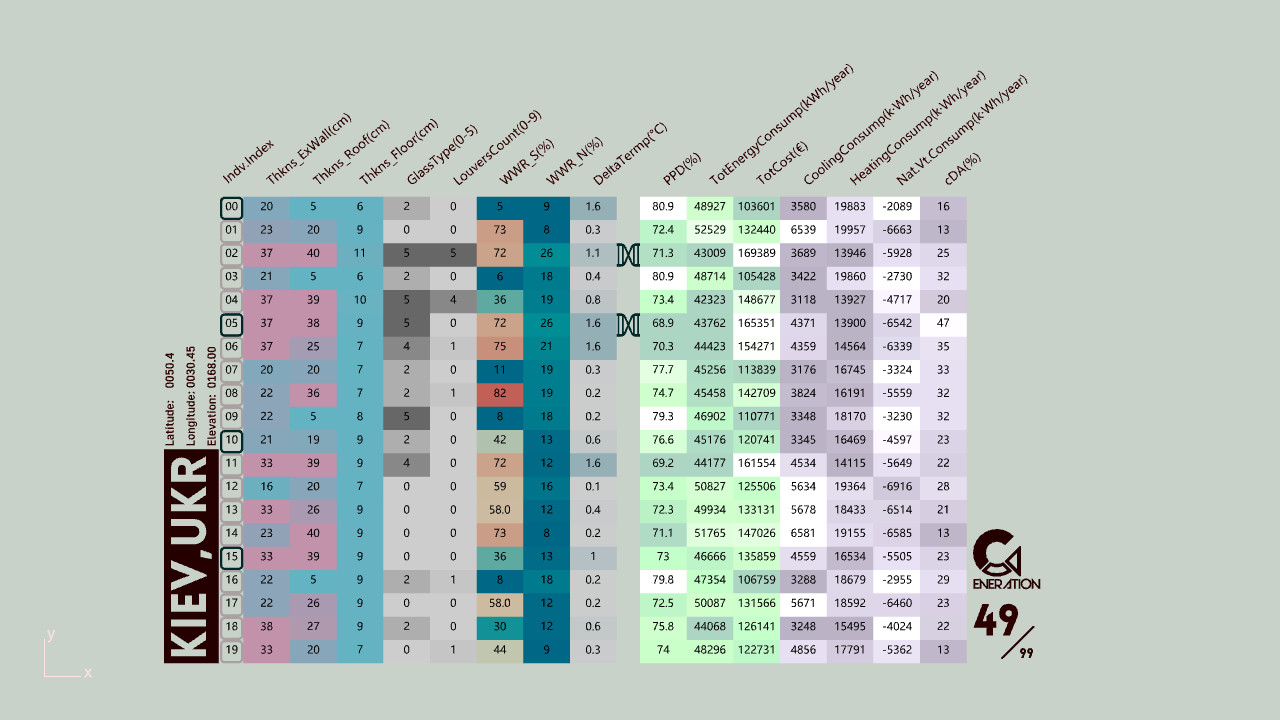 Indv.Index Thkns_ExWall(cm) Thkns_Roof(cm) Thkns_Floor(cm) GlassType(0-5) LouversCount(0-9) WWR_S(%) WWR_N(%) DeltaTermp(°C) PPD(%) TotEnergyConsump(kWh/year) TotCost(€) CoolingConsump(k·Wh/year) HeatingConsump(k·Wh/year) Nat.Vt.Consump(k·Wh/year) cDA(%)
00 20 5 6 2 0 5 9 1.6 80.9 48927 103601 3580 19883 -2089 16
01 23 20 9 0 0 73 8 0.3 72.4 52529 132440 6539 19957 -6663 13
02 37 40 11 5 5 72 26 1.1 71.3 43009 169389 3689 13946 -5928 25
03 21 5 6 2 0 6 18 0.4 80.9 48714 105428 3422 19860 -2730 32
04 37 39 10 5 4 36 19 0.8 73.4 42323 148677 3118 13927 -4717 20
05 37 38 9 5 0 72 26 1.6 68.9 43762 165351 4371 13900 -6542 47
06 37 25 7 4 1 75 21 1.6 70.3 44423 154271 4359 14564 -6339 35
07 20 20 7 2 0 11 19 0.3 77.7 45256 113839 3176 16745 -3324 33
08 22 36 7 2 1 82 19 0.2 74.7 45458 142709 3824 16191 -5559 32
09 22 5 8 5 0 8 18 0.2 79.3 46902 110771 3348 18170 -3230 32
10 21 19 9 2 0 42 13 0.6 76.6 45176 120741 3345 16469 -4597 23
11 33 39 9 4 0 72 12 1.6 69.2 44177 161554 4534 14115 -5649 22
12 16 20 7 0 0 59 16 0.1 73.4 50827 125506 5634 19364 -6916 28
13 33 26 9 0 0 58.0 12 0.4 72.3 49934 133131 5678 18433 -6514 21
14 23 40 9 0 0 73 8 0.2 71.1 51765 147026 6581 19155 -6585 13
15 33 39 9 0 0 36 13 1 73 46666 135859 4559 16534 -5505 23
16 22 5 9 2 1 8 18 0.2 79.8 47354 106759 3288 18679 -2955 29
17 22 26 9 0 0 58.0 12 0.2 72.5 50087 131566 5671 18592 -6460 23
18 38 27 9 2 0 30 12 0.6 75.8 44068 126141 3248 15495 -4024 22
19 33 20 7 0 1 44 9 0.3 74 48296 122731 4856 17791 -5362 13
Latitude: 0050.4
Longitude: 0030.45
Elevation: 0168.00
KIEV,UKR
ENERATION
49/99
y
x